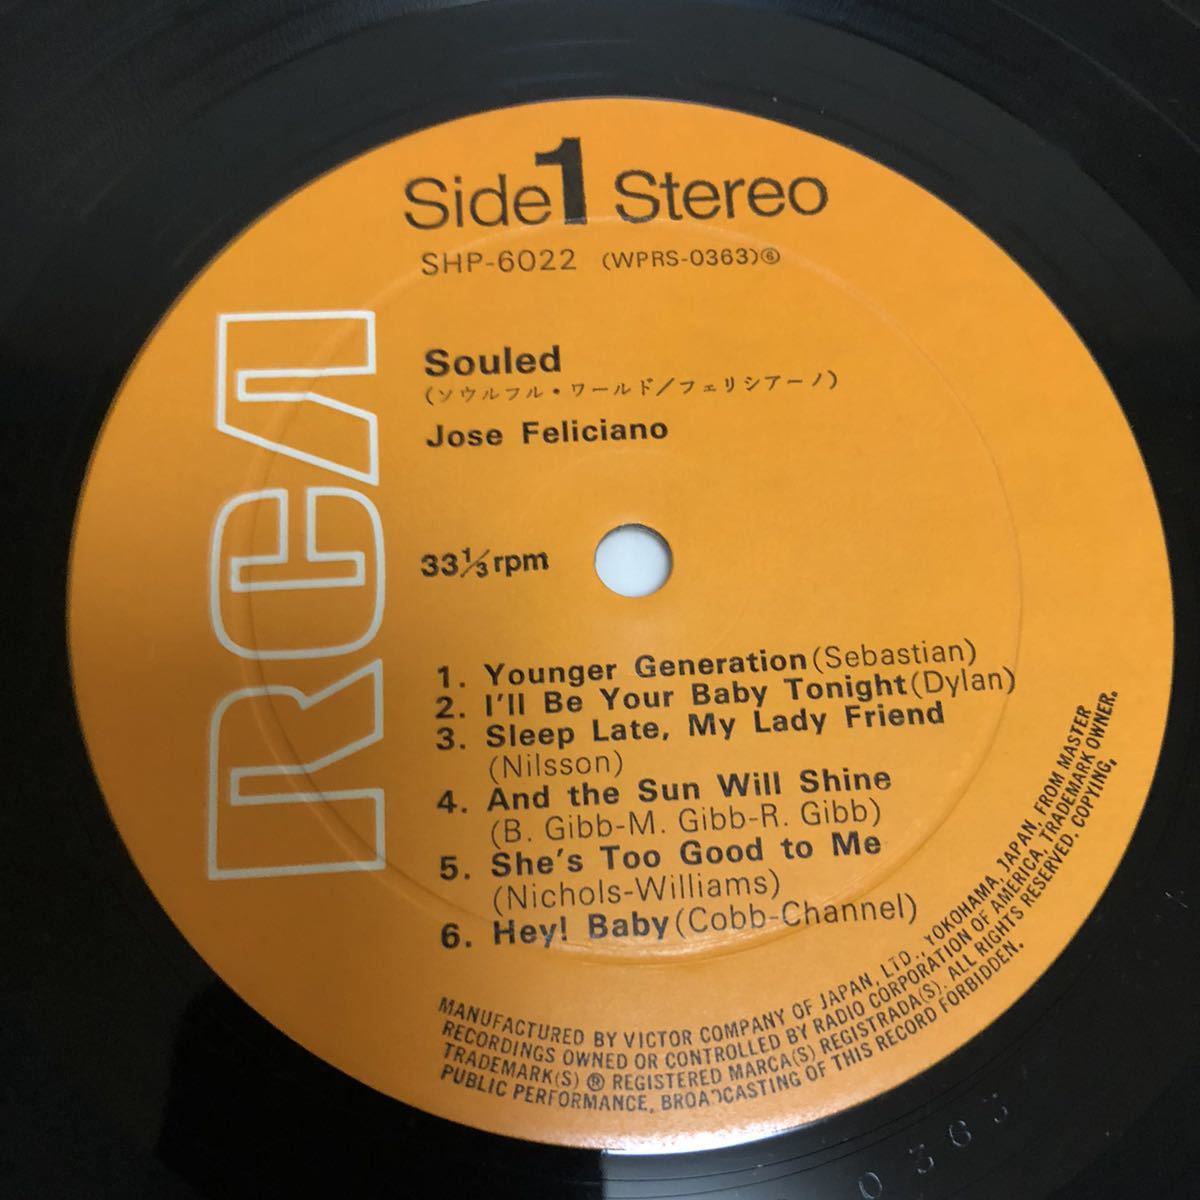 Side 1 Stereo
SHP-6022 (WPRS-0363)⑥
RCA
Souled
(ソウルフル・ワールド/フェリシアーノ)
Jose Feliciano
33⅓rpm
1. Younger Generation(Sebastian)
2. I'll Be Your Baby Tonight(Dylan)
3. Sleep Late, My Lady Friend
(Nilsson)
4. And the Sun Will Shine
(B. Gibb-M. Gibb-R. Gibb)
5. She's Too Good to Me
(Nichols-Williams)
6. Hey! Baby(Cobb-Channel)
MANUFACTURED BY VICTOR COMPANY OF JAPAN, LTD., YOKOHAMA, JAPAN, FROM MASTER
RECORDINGS OWNED OR CONTROLLED BY RADIO CORPORATION OF AMERICA, TRADEMARK OWNER.
TRADEMARK(S) ® REGISTERED MARCA(S) REGISTRADA(S). ALL RIGHTS RESERVED. COPYING,
PUBLIC PERFORMANCE, BROADCASTING OF THIS RECORD FORBIDDEN.
0363